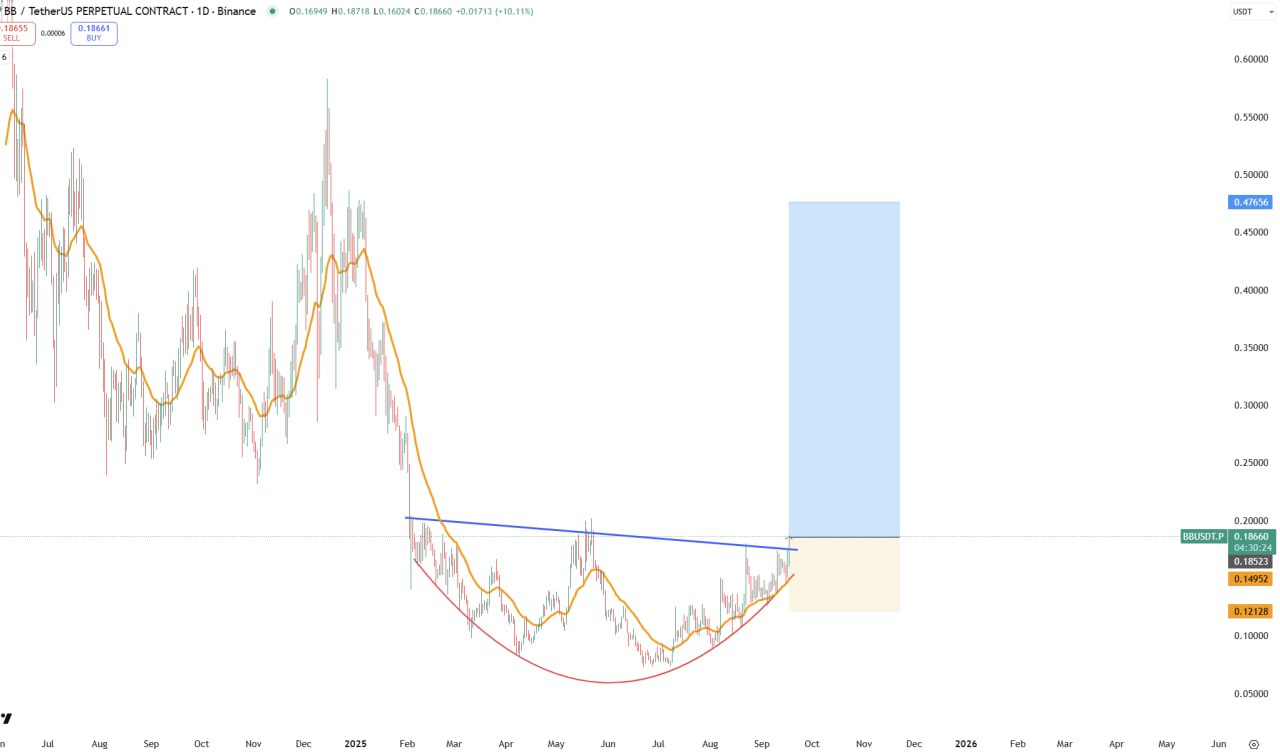 BB / TetherUS PERPETUAL CONTRACT · 1D · Binance O0.16949 H0.18718 L0.16024 C0.18660 +0.01713 (+10.11%)
USDT
.18655 0.00006 0.18661
SELL BUY
6
0.60000
0.55000
0.50000
0.47656
0.45000
0.40000
0.35000
0.30000
0.25000
0.20000
BBUSDT.P 0.18660
04:30:24
0.18523
0.14952
0.12128
0.10000
0.05000
n Jul Aug Sep Oct Nov Dec 2025 Feb Mar Apr May Jun Jul Aug Sep Oct Nov Dec 2026 Feb Mar Apr May Jun